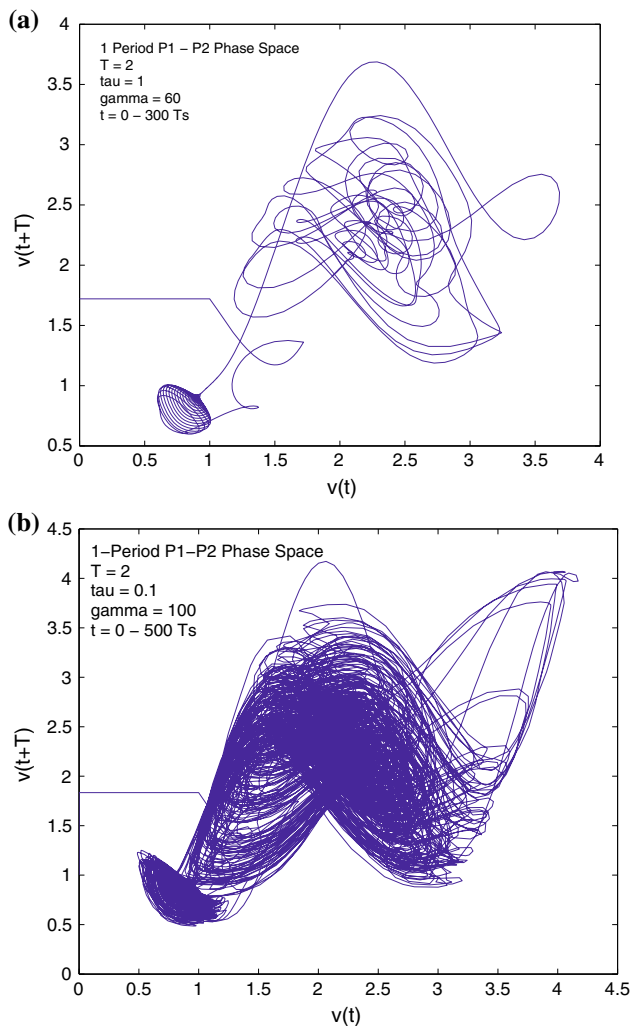 (a)
4
1 Period P1 – P2 Phase Space
T = 2
tau = 1
gamma = 60
t = 0 – 300 Ts
3.5
3
2.5
v(t+T)
2
1.5
1
0.5
0 0.5 1 1.5 2 2.5 3 3.5 4
v(t)
(b)
4.5
1–Period P1–P2 Phase Space
T = 2
tau = 0.1
gamma = 100
t = 0 – 500 Ts
4
3.5
3
2.5
v(t+T)
2
1.5
1
0.5
0
0 0.5 1 1.5 2 2.5 3 3.5 4 4.5
v(t)